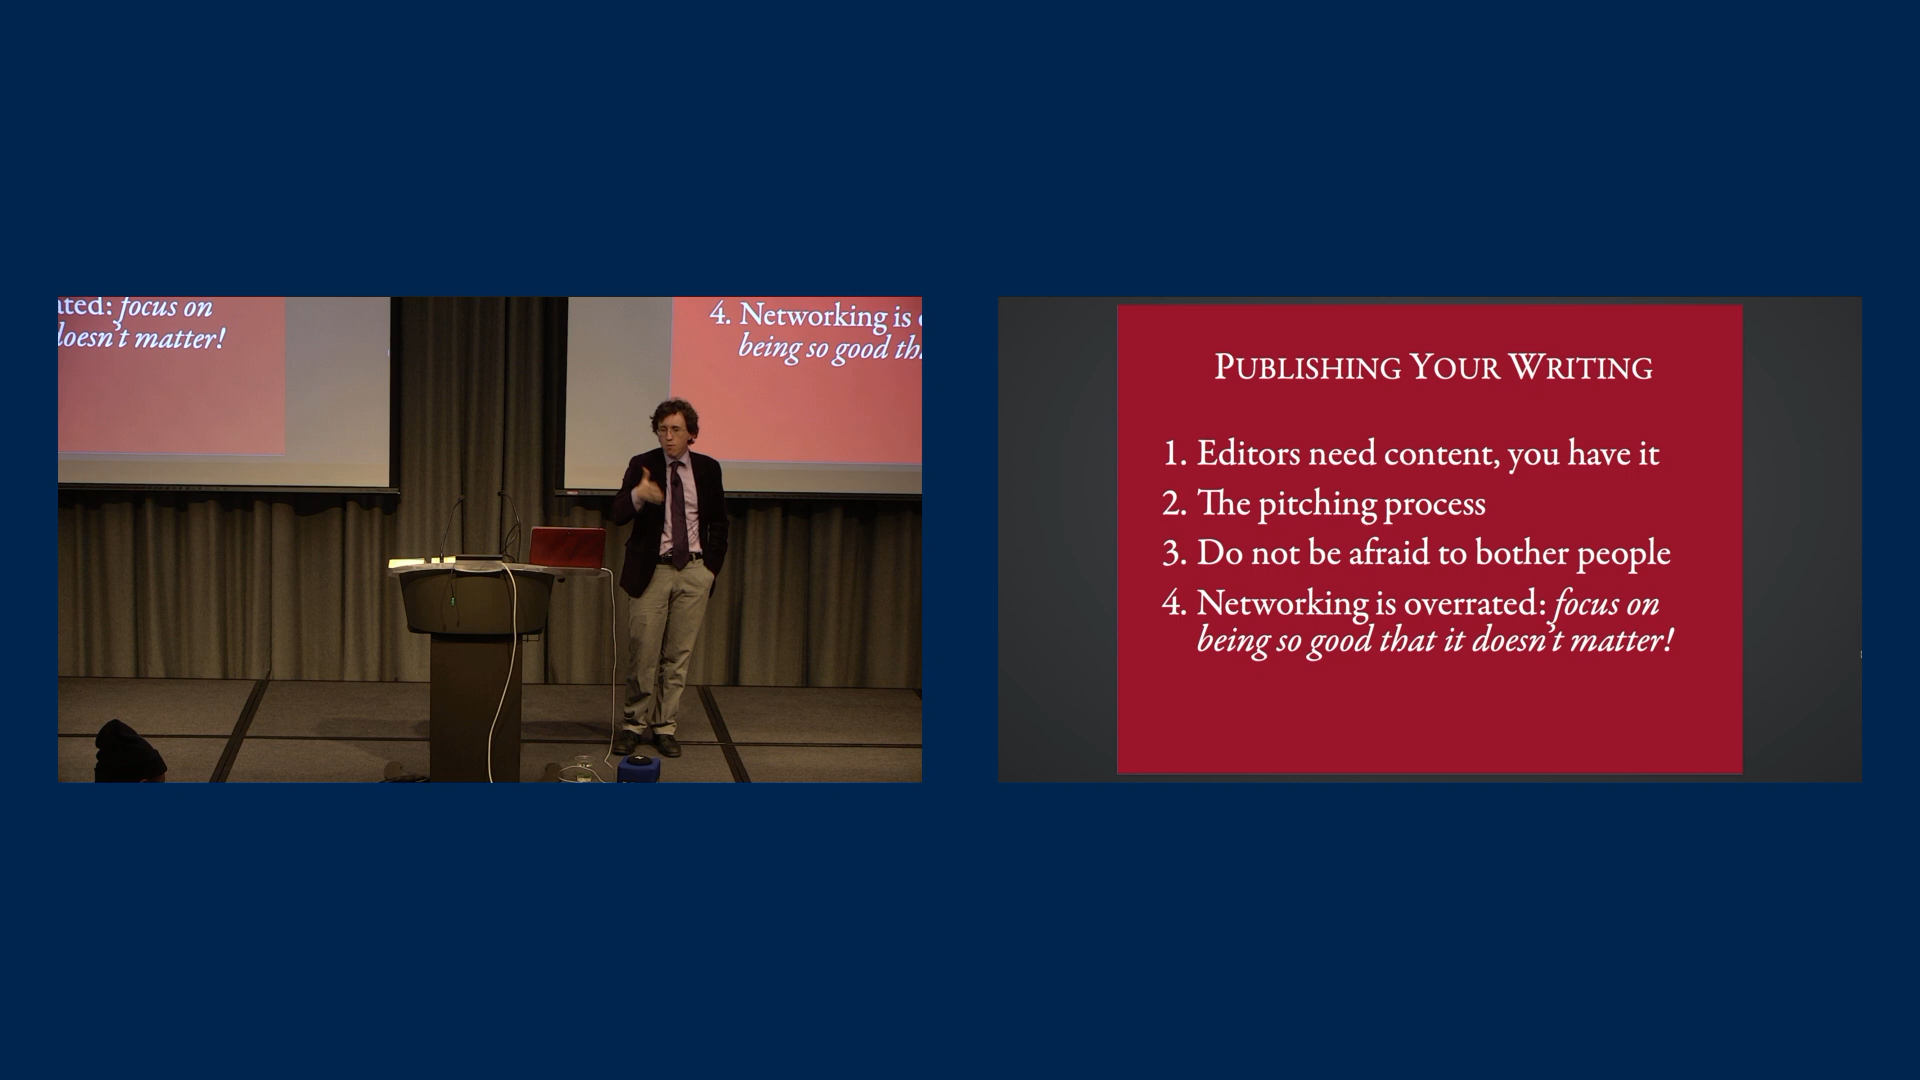 ated: focus on
doesn't matter!
4. Networking is
being so good th
PUBLISHING YOUR WRITING
1. Editors need content, you have it
2. The pitching process
3. Do not be afraid to bother people
4. Networking is overrated: focus on
being so good that it doesn't matter!